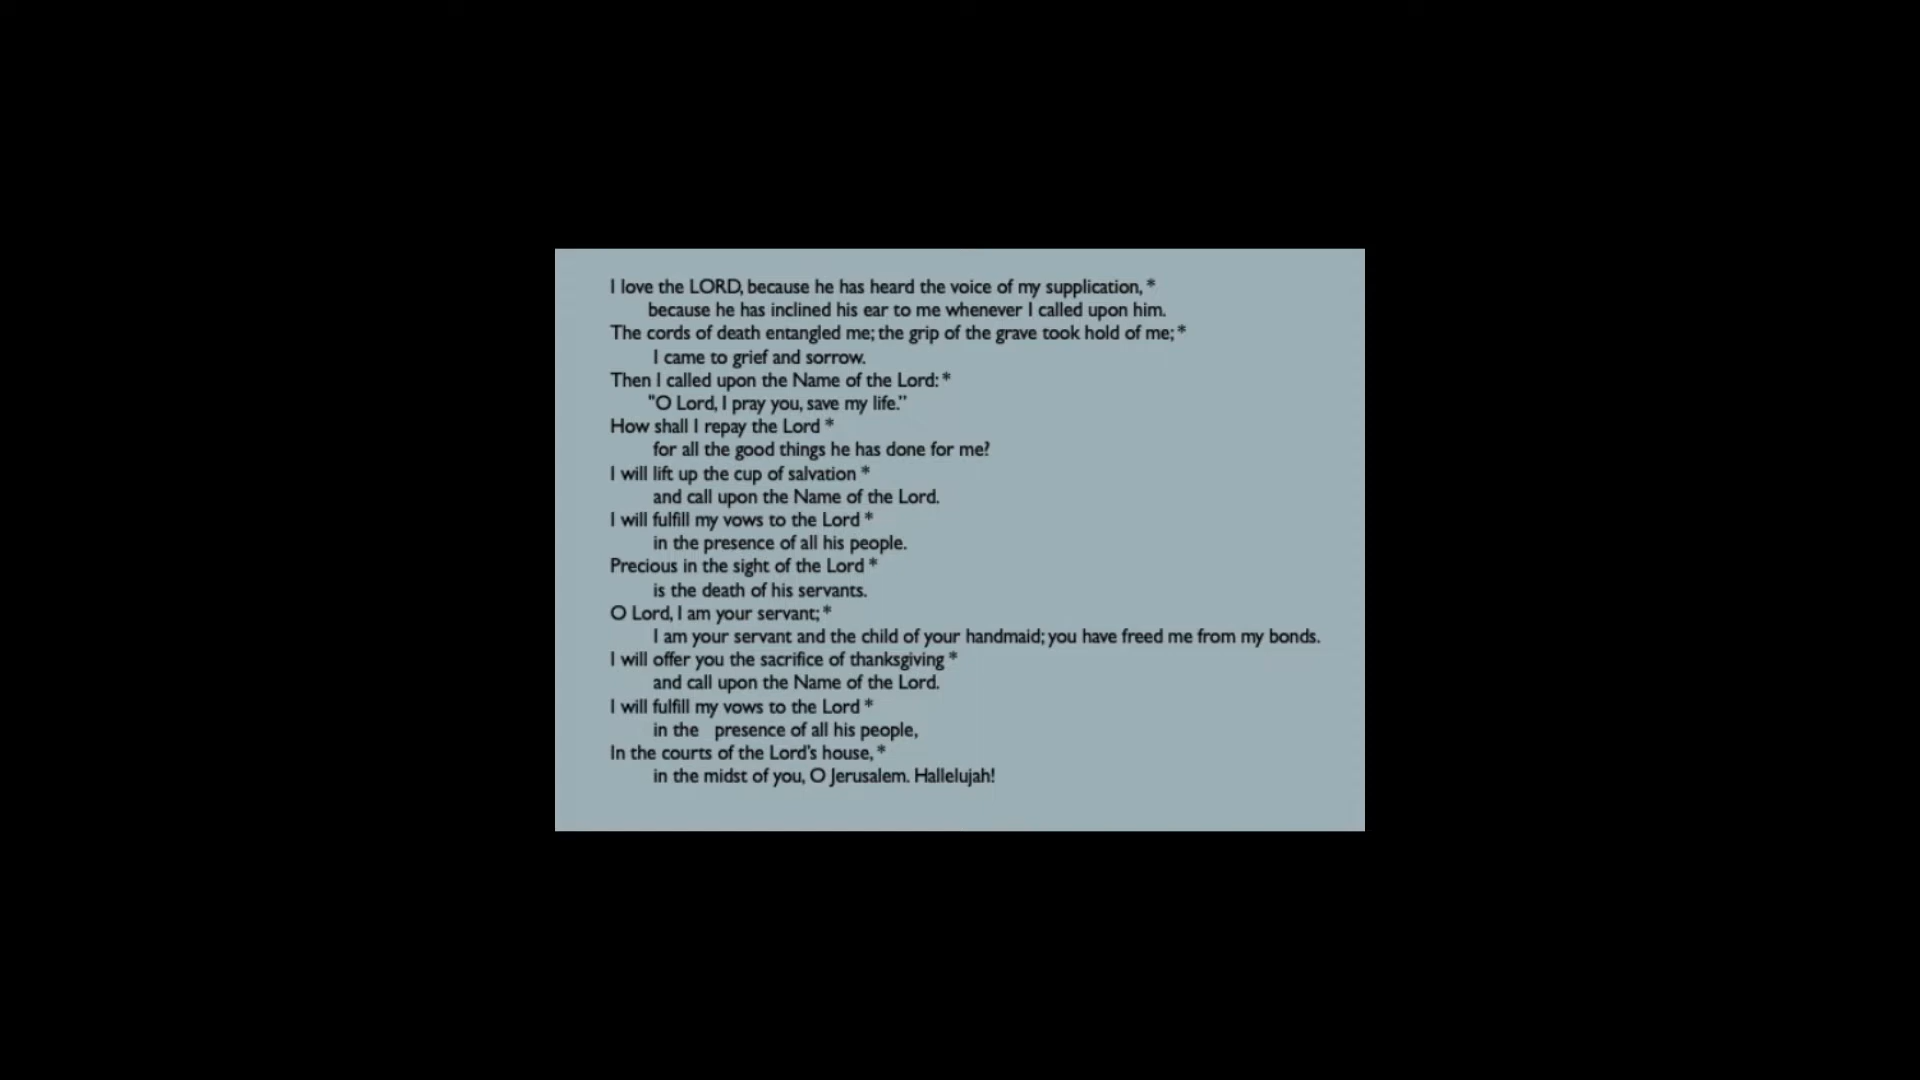 I love the LORD, because he has heard the voice of my supplication, *
because he has inclined his ear to me whenever I called upon him.
The cords of death entangled me; the grip of the grave took hold of me; *
I came to grief and sorrow.
Then I called upon the Name of the Lord: *
"O Lord, I pray you, save my life."
How shall I repay the Lord *
for all the good things he has done for me?
I will lift up the cup of salvation *
and call upon the Name of the Lord.
I will fulfill my vows to the Lord *
in the presence of all his people.
Precious in the sight of the Lord *
is the death of his servants.
O Lord, I am your servant; *
I am your servant and the child of your handmaid; you have freed me from my bonds.
I will offer you the sacrifice of thanksgiving *
and call upon the Name of the Lord.
I will fulfill my vows to the Lord *
in the   presence of all his people,
In the courts of the Lord's house, *
in the midst of you, O Jerusalem. Hallelujah!